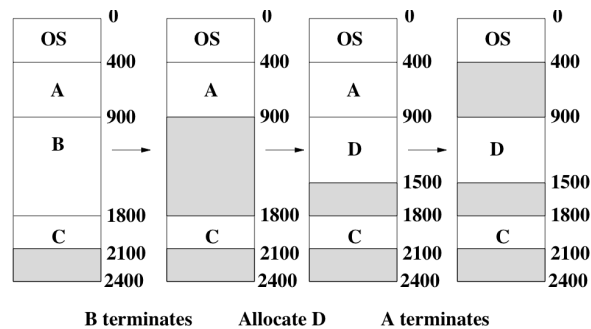 0 0 0 0
OS OS OS OS
400 400 400 400
A A A
900 900 900 900
B D D
1500 1500
1800 1800 1800 1800
C C C C
2100 2100 2100 2100
2400 2400 2400 2400
B terminates Allocate D A terminates